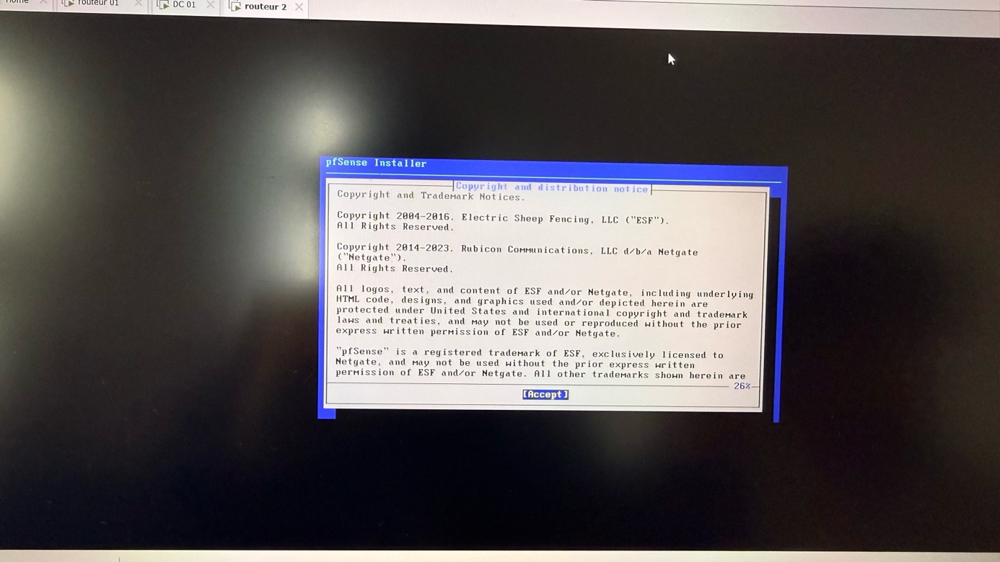 routeur 01
DC 01
routeur 2
pfSense Installer
Copyright and distribution notice
Copyright and Trademark Notices.
Copyright 2004-2016. Electric Sheep Fencing, LLC ("ESF").
All Rights Reserved.
Copyright 2014-2023. Rubicon Communications, LLC d/b/a Netgate
("Netgate").
All Rights Reserved.
All logos, text, and content of ESF and/or Netgate, including underlying
HTML code, designs, and graphics used and/or depicted herein are
protected under United States and international copyright and trademark
laws and treaties, and may not be used or reproduced without the prior
express written permission of ESF and/or Netgate.
"pfSense" is a registered trademark of ESF, exclusively licensed to
Netgate, and may not be used without the prior express written
permission of ESF and/or Netgate. All other trademarks shown herein are
26%
[Accept]